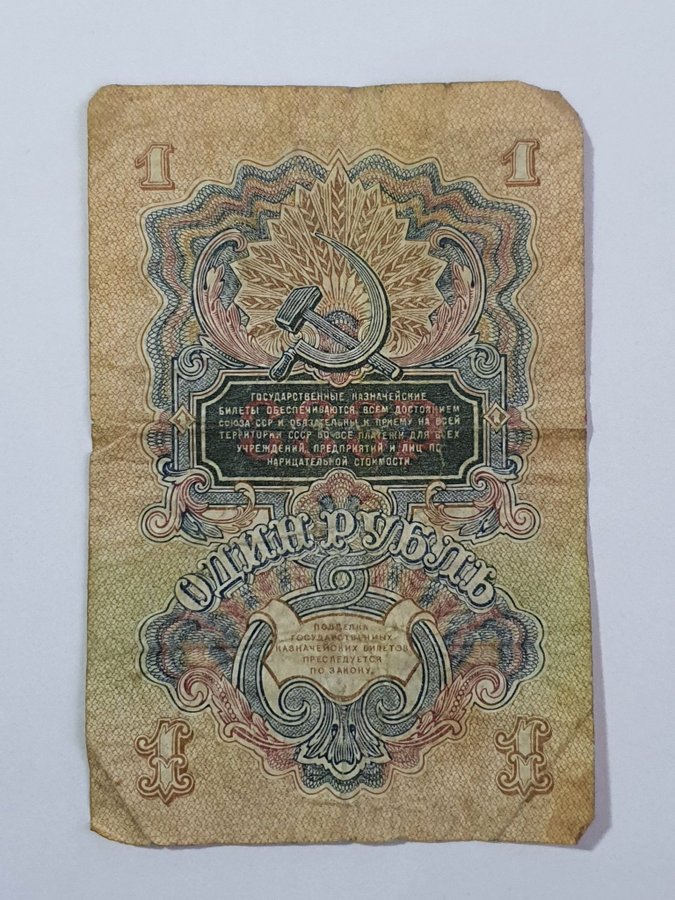 1 1
ГОСУДАРСТВЕННЫЕ КАЗНАЧЕЙСКИЕ
БИЛЕТЫ ОБЕСПЕЧИВАЮТСЯ ВСЕМ ДОСТОЯНИЕМ
СОЮЗА ССР И ОБЯЗАТЕЛЬНЫ К ПРИЕМУ НА ВСЕЙ
ТЕРРИТОРИИ СССР ВО ВСЕ ПЛАТЕЖИ ДЛЯ ВСЕХ
УЧРЕЖДЕНИЙ, ПРЕДПРИЯТИЙ И ЛИЦ ПО
НАРИЦАТЕЛЬНОЙ СТОИМОСТИ.
ОДИН РУБЛЬ
ПОДДЕЛКА
ГОСУДАРСТВЕННЫХ
КАЗНАЧЕЙСКИХ БИЛЕТОВ
ПРЕСЛЕДУЕТСЯ
ПО ЗАКОНУ.
1 1